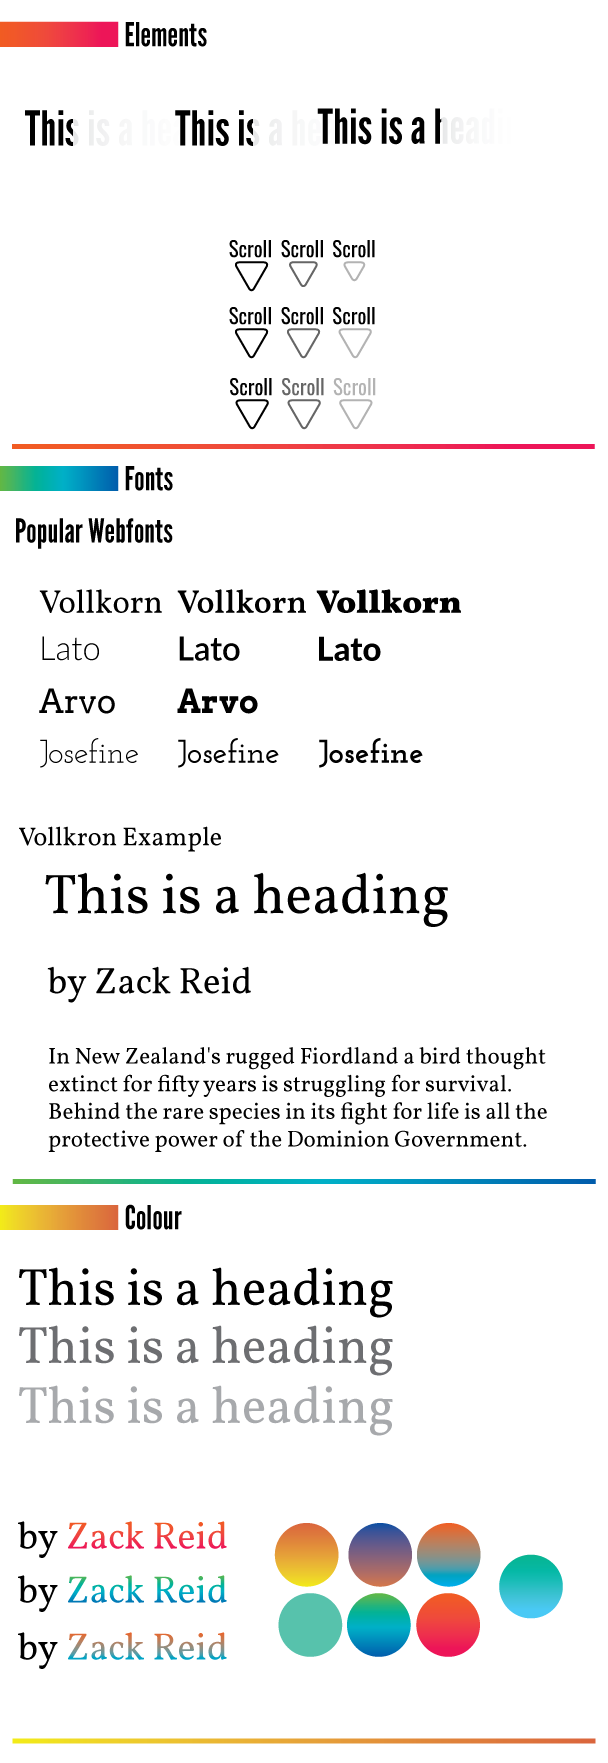 Elements
This is a he This is a he This is a head
Scroll Scroll Scroll
Scroll Scroll Scroll
Scroll Scroll Scroll
Fonts
Popular Webfonts
Vollkorn Vollkorn Vollkorn
Lato Lato Lato
Arvo Arvo
Josefine Josefine Josefine
Vollkron Example
This is a heading
by Zack Reid
In New Zealand's rugged Fiordland a bird thought
extinct for fifty years is struggling for survival.
Behind the rare species in its fight for life is all the
protective power of the Dominion Government.
Colour
This is a heading
This is a heading
This is a heading
by Zack Reid
by Zack Reid
by Zack Reid